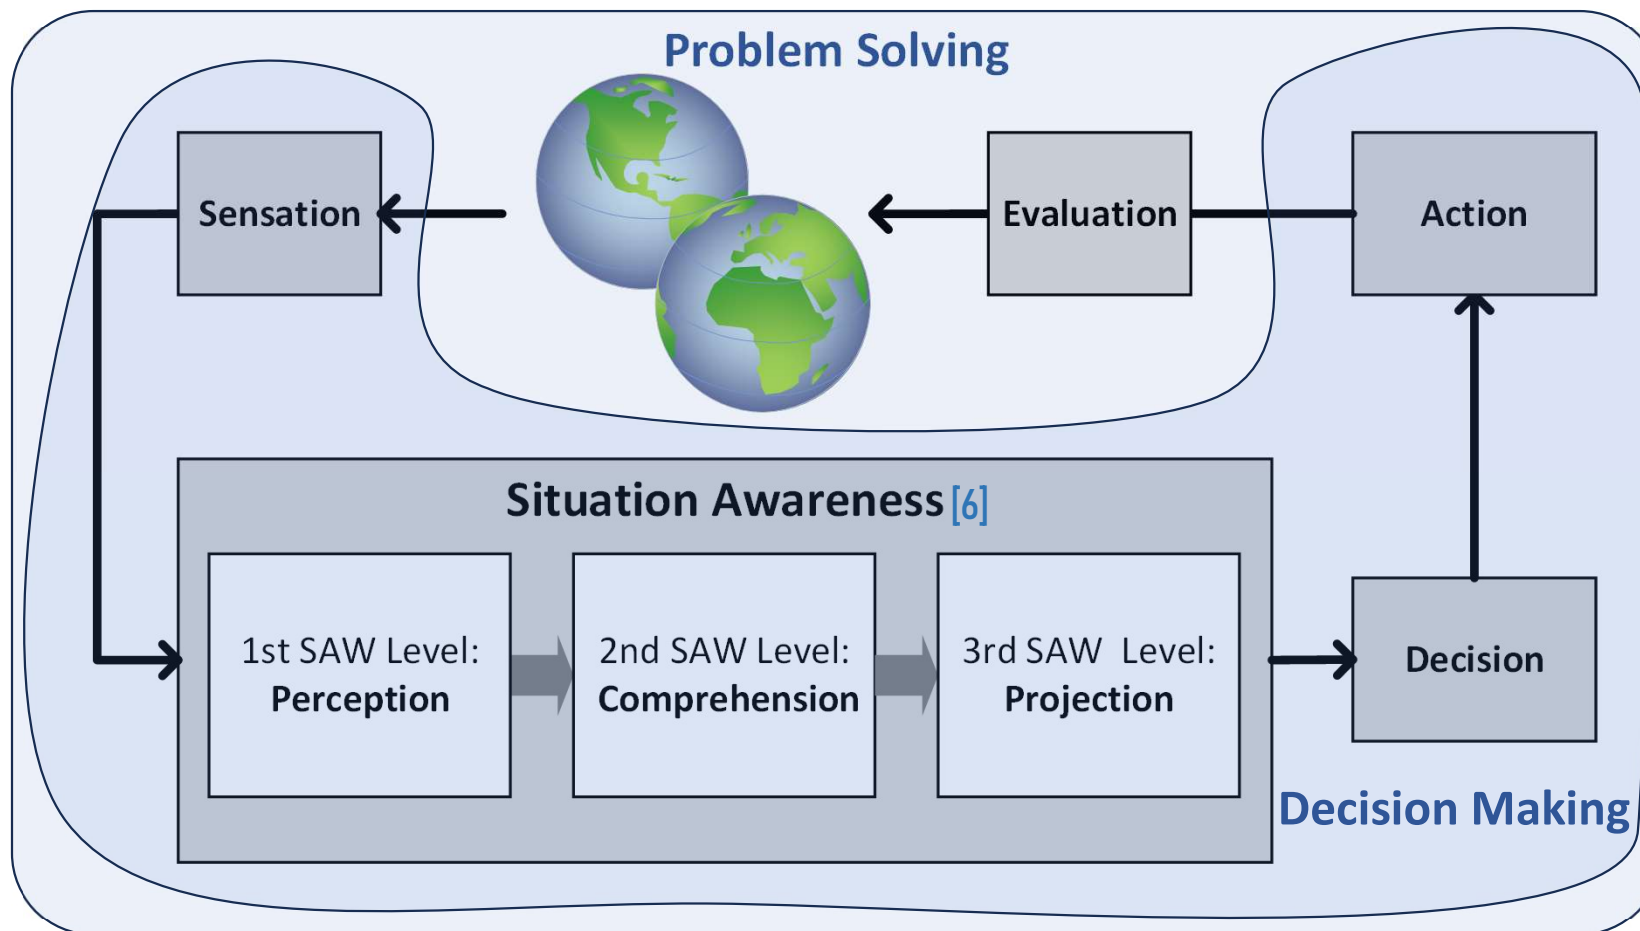 Problem Solving
Sensation
Evaluation
Action
Situation Awareness [6]
1st SAW Level:
Perception
2nd SAW Level:
Comprehension
3rd SAW Level:
Projection
Decision
Decision Making